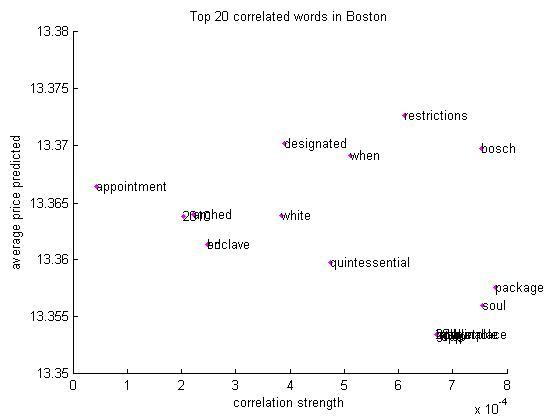 Top 20 correlated words in Boston
13.38
13.375
13.37
13.365
13.36
13.355
13.35
average price predicted
restrictions
designated
bosch
when
appointment
white
enclave
quintessential
package
soul
0
1
2
3
4
5
6
7
8
x 10^-4
correlation strength